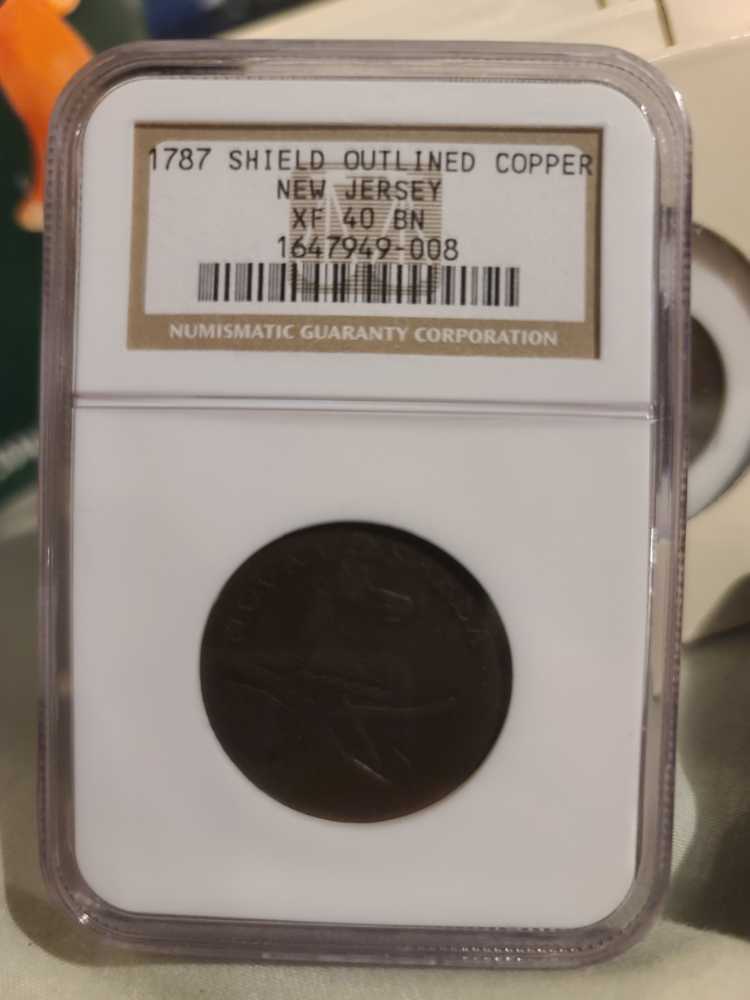 1787 SHIELD OUTLINED COPPER
NEW JERSEY
XF 40 BN
1647949-008
NUMISMATIC GUARANTY CORPORATION